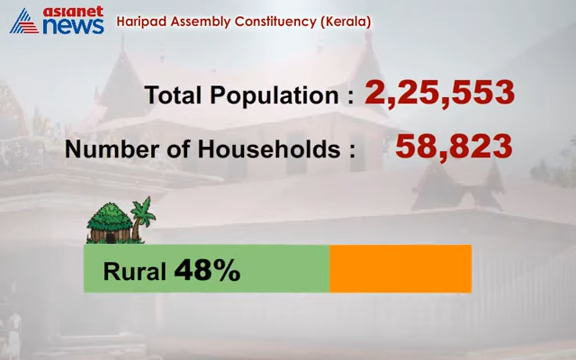 asianet
news
Haripad Assembly Constituency (Kerala)
Total Population : 2,25,553
Number of Households : 58,823
Rural 48%